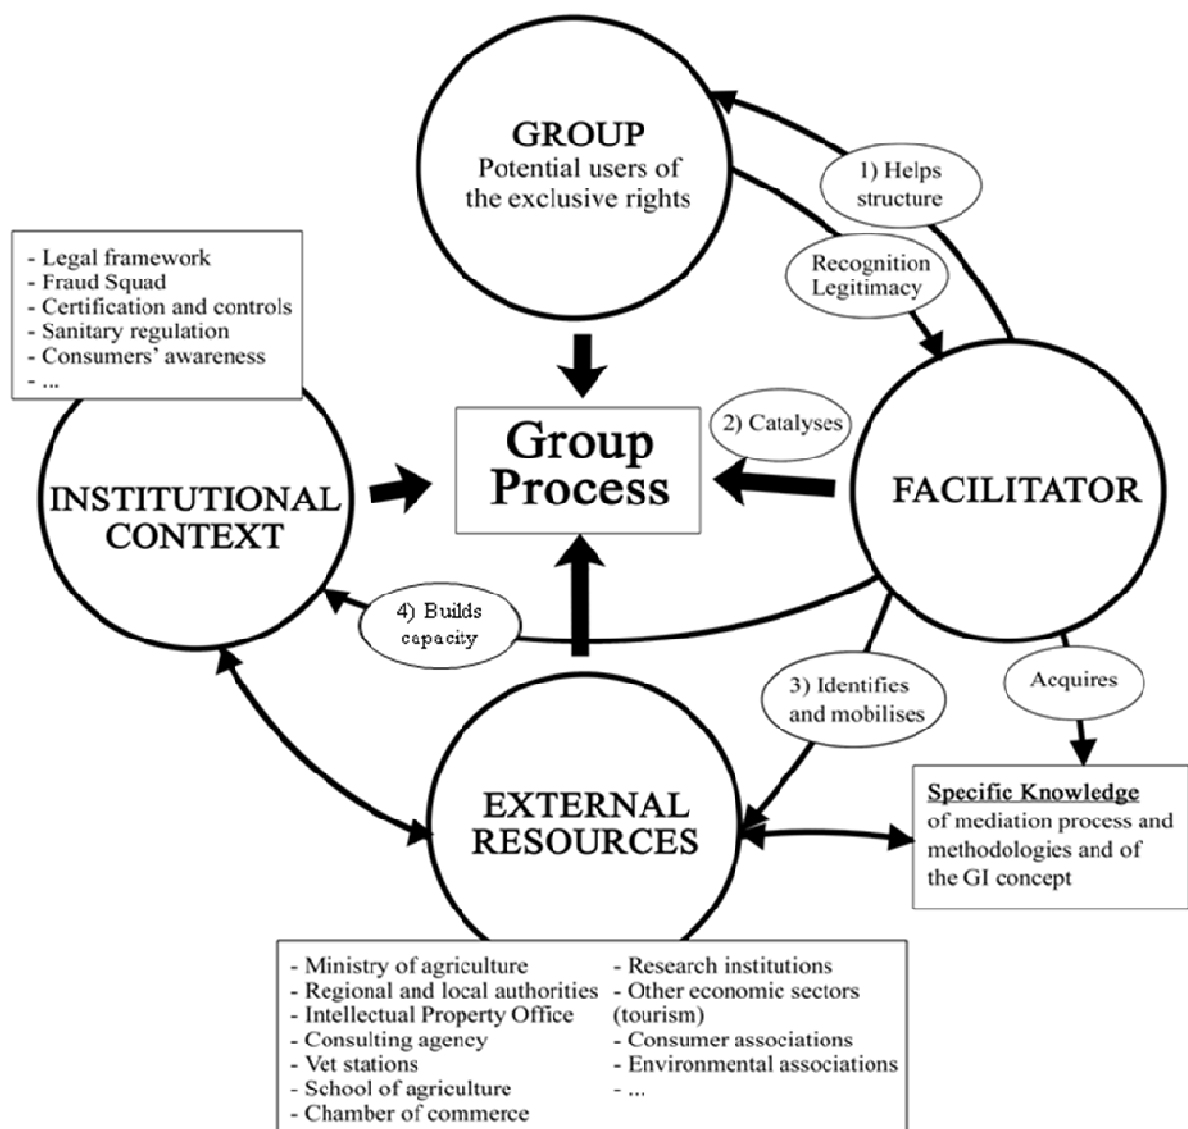 GROUP
Potential users of
the exclusive rights
1) Helps
structure
Recognition
Legitimacy
- Legal framework
- Fraud Squad
- Certification and controls
- Sanitary regulation
- Consumers’ awareness
- ...
INSTITUTIONAL
CONTEXT
Group
Process
2) Catalyses
FACILITATOR
4) Builds
capacity
3) Identifies
and mobilises
Acquires
EXTERNAL
RESOURCES
Specific Knowledge
of mediation process and
methodologies and of
the GI concept
- Ministry of agriculture
- Regional and local authorities
- Intellectual Property Office
- Consulting agency
- Vet stations
- School of agriculture
- Chamber of commerce
- Research institutions
- Other economic sectors
(tourism)
- Consumer associations
- Environmental associations
- ...